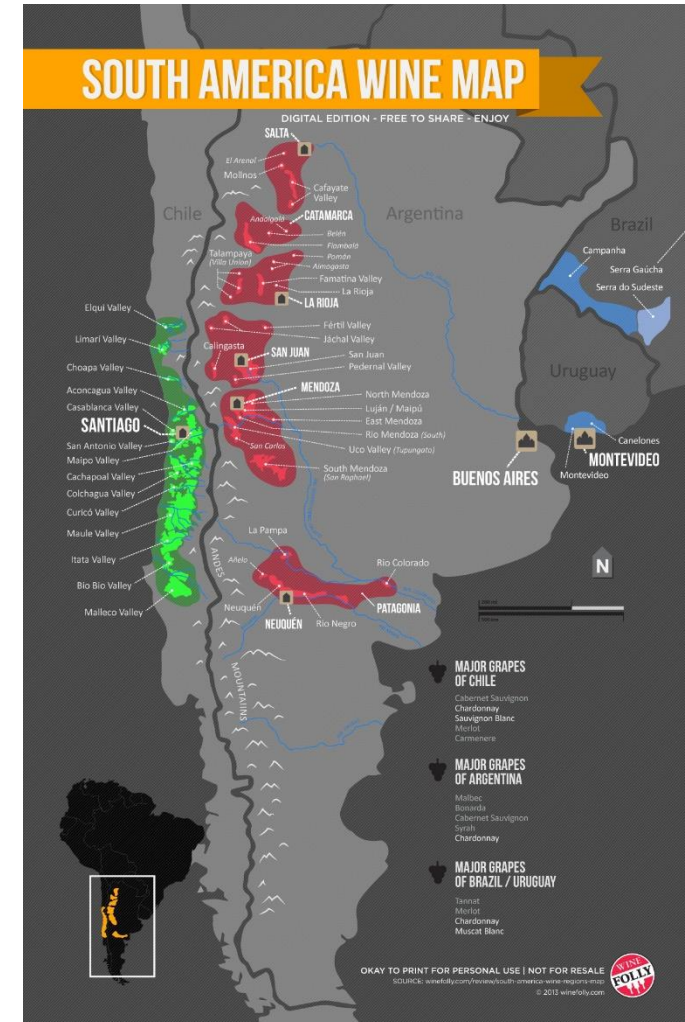 SOUTH AMERICA WINE MAP
DIGITAL EDITION - FREE TO SHARE - ENJOY
Chile
Argentina
Brazil
Uruguay
SALTA
El Arenal
Molinos
Cafayate
Valley
Andalgalá
CATAMARCA
Belén
Fiambalá
Pomán
Talampaya
(Villa Union)
Almogasta
Famatina Valley
La Rioja
LA RIOJA
Fértil Valley
Jáchal Valley
Calingasta
SAN JUAN
San Juan
Pedernal Valley
MENDOZA
North Mendoza
Luján / Maipú
East Mendoza
Rio Mendoza (South)
Uco Valley (Tupungato)
San Carlos
South Mendoza
(San Raphael)
Elqui Valley
Limarí Valley
Choapa Valley
Aconcagua Valley
Casablanca Valley
SANTIAGO
San Antonio Valley
Maipo Valley
Cachapoal Valley
Colchagua Valley
Curicó Valley
Maule Valley
Itata Valley
Bío Bío Valley
Malleco Valley
ANDES
MOUNTAIINS
La Pampa
Añelo
Rio Colorado
Neuquén
NEUQUÉN
Rio Negro
PATAGONIA
Campanha
Serra Gaúcha
Serra do Sudeste
BUENOS AIRES
Canelones
Montevideo
MONTEVIDEO
N
MAJOR GRAPES
OF CHILE
Cabernet Sauvignon
Chardonnay
Sauvignon Blanc
Merlot
Carmenere
MAJOR GRAPES
OF ARGENTINA
Malbec
Bonarda
Cabernet Sauvignon
Syrah
Chardonnay
MAJOR GRAPES
OF BRAZIL / URUGUAY
Tannat
Merlot
Chardonnay
Muscat Blanc
OKAY TO PRINT FOR PERSONAL USE | NOT FOR RESALE
SOURCE: winefolly.com/review/south-america-wine-regions-map
© 2013 winefolly.com
WINE
FOLLY